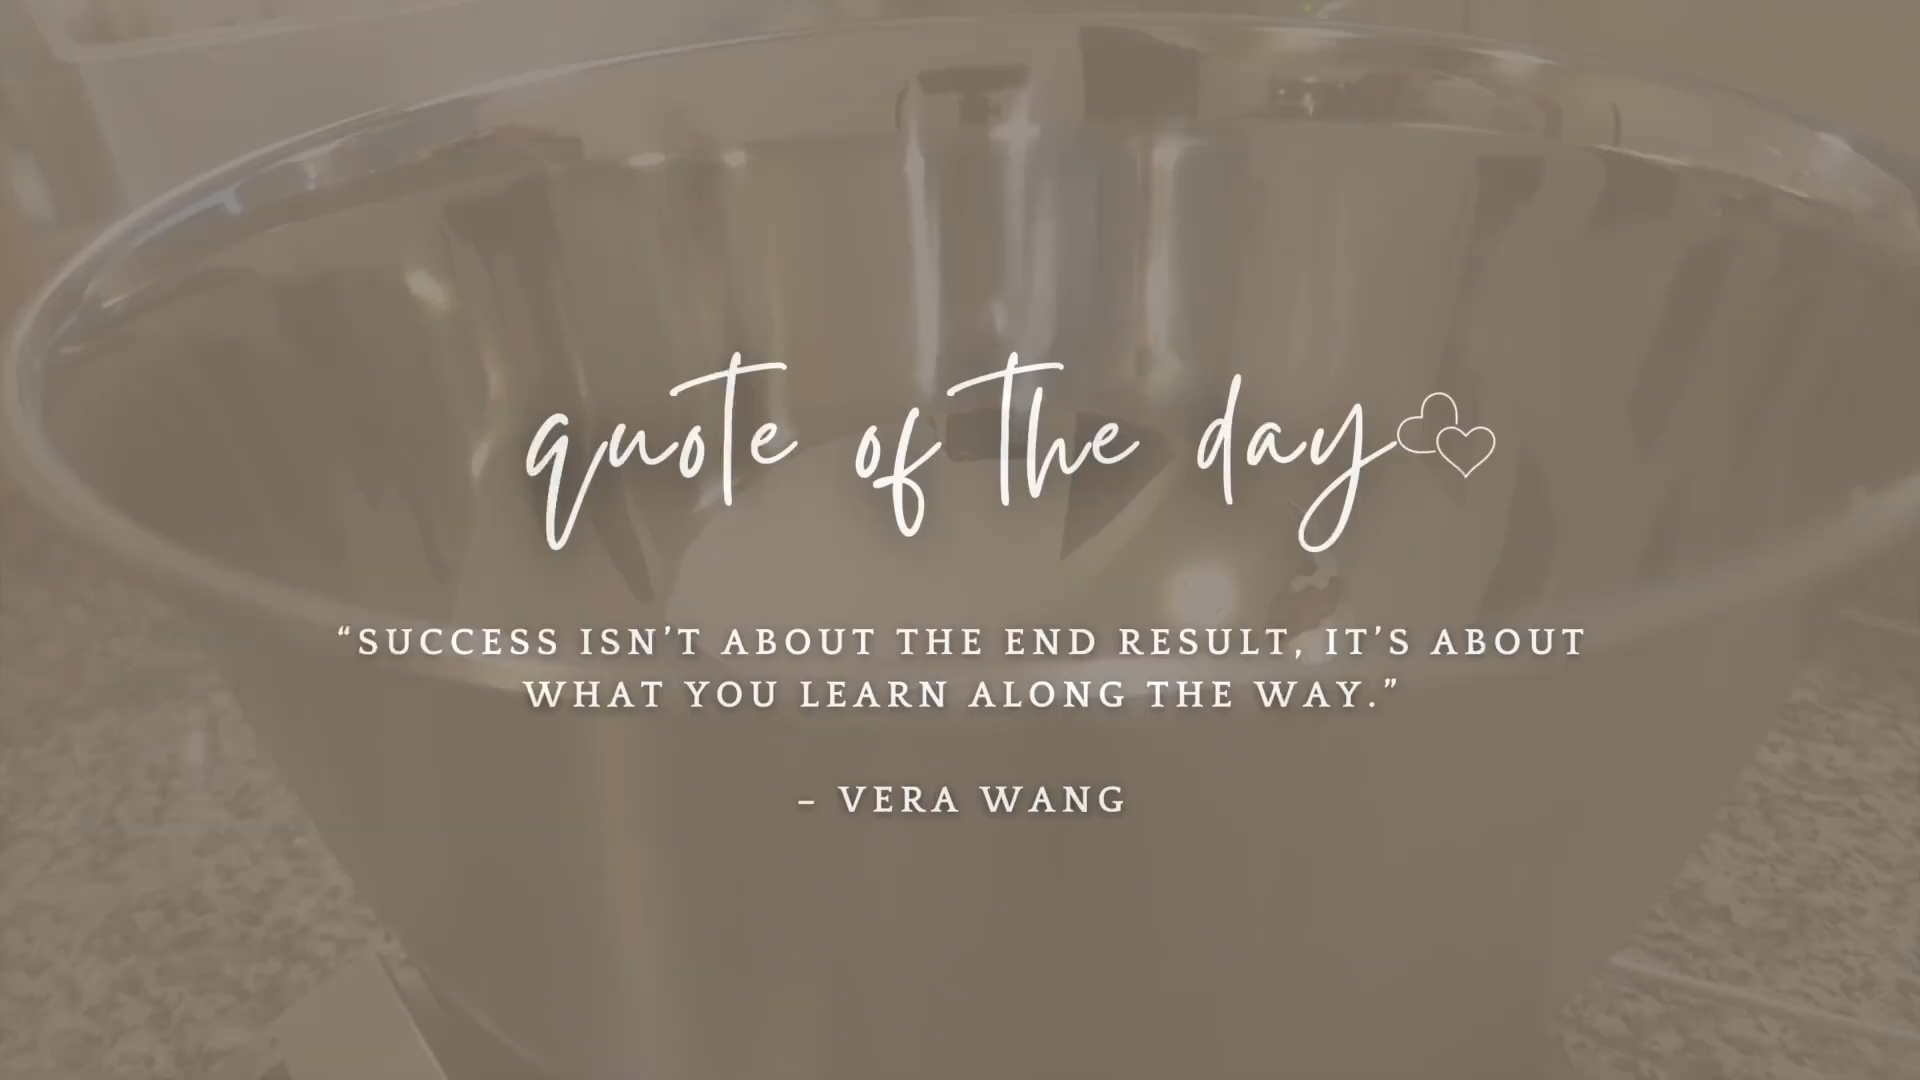 quote of the day
“SUCCESS ISN’T ABOUT THE END RESULT, IT’S ABOUT
WHAT YOU LEARN ALONG THE WAY.”
– VERA WANG